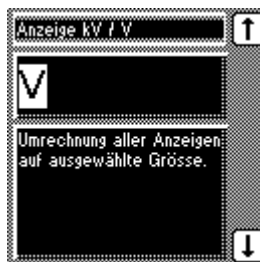 Anzeige kV / V
V
Umrechnung aller Anzeigen
auf ausgewählte Grösse.